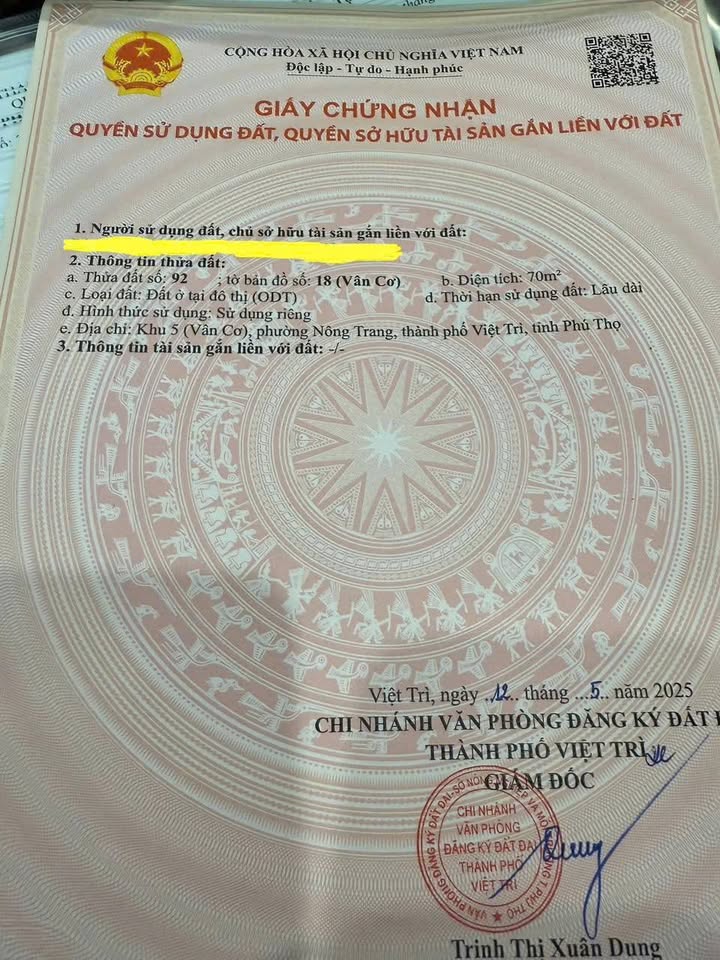 CỘNG HÒA XÃ HỘI CHỦ NGHĨA VIỆT NAM
Độc lập - Tự do - Hạnh phúc
GIẤY CHỨNG NHẬN
QUYỀN SỬ DỤNG ĐẤT, QUYỀN SỞ HỮU TÀI SẢN GẮN LIỀN VỚI ĐẤT
1. Người sử dụng đất, chủ sở hữu tài sản gắn liền với đất:
2. Thông tin thửa đất:
a. Thửa đất số: 92 ; tờ bản đồ số: 18 (Vân Cơ) b. Diện tích: 70m²
c. Loại đất: Đất ở tại đô thị (ODT) d. Thời hạn sử dụng đất: Lâu dài
đ. Hình thức sử dụng: Sử dụng riêng
e. Địa chỉ: Khu 5 (Vân Cơ), phường Nông Trang, thành phố Việt Trì, tỉnh Phú Thọ
3. Thông tin tài sản gắn liền với đất: -/-
Việt Trì, ngày ..12.. tháng ...5.. năm 2025
CHI NHÁNH VĂN PHÒNG ĐĂNG KÝ ĐẤT
THÀNH PHỐ VIỆT TRÌ
GIÁM ĐỐC
CHI NHÁNH
VĂN PHÒNG
ĐĂNG KÝ ĐẤT ĐAI
THÀNH PHỐ
VIỆT TRÌ
Trịnh Thị Xuân Dung